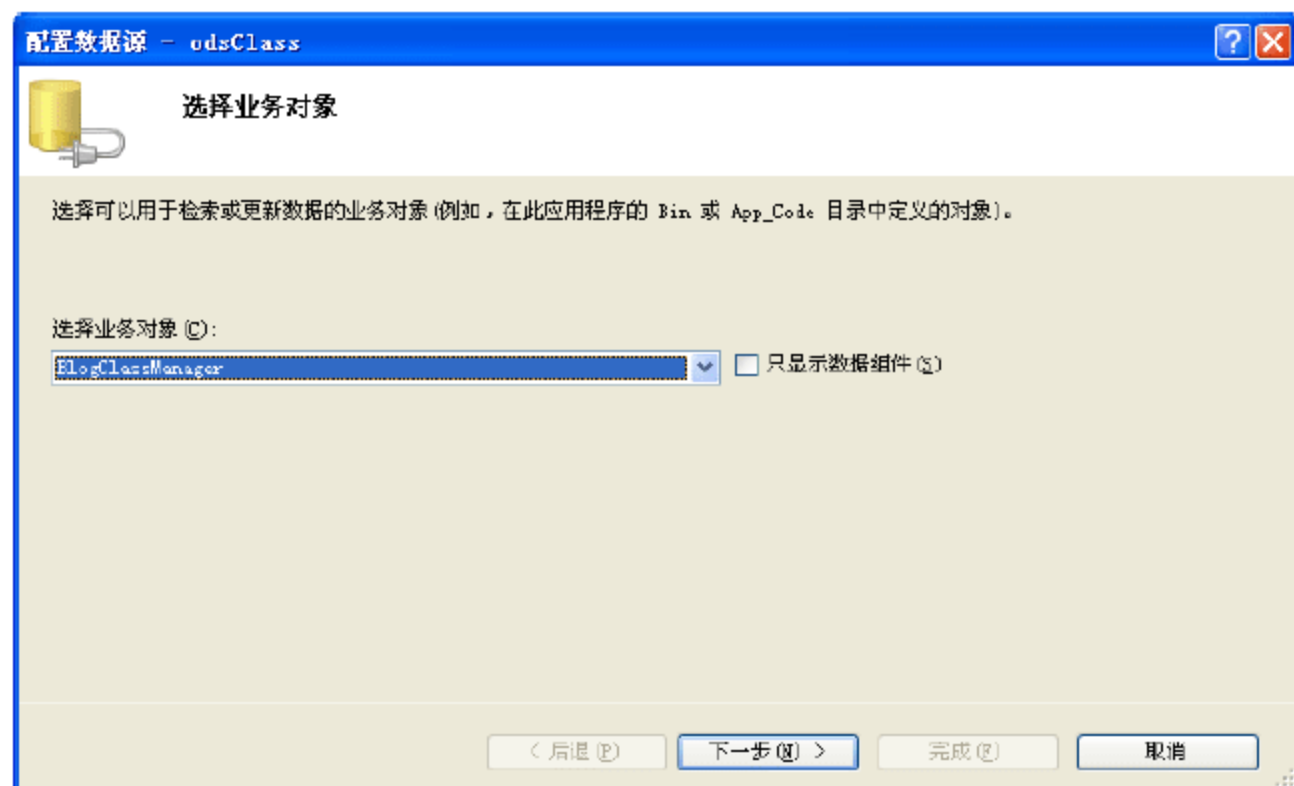 配置数据源 - odsClass
选择业务对象
选择可以用于检索或更新数据的业务对象(例如，在此应用程序的 Bin 或 App_Code 目录中定义的对象)。
选择业务对象(C):
BlogClassManager
只显示数据组件(S)
< 后退(P)
下一步(N) >
完成(F)
取消